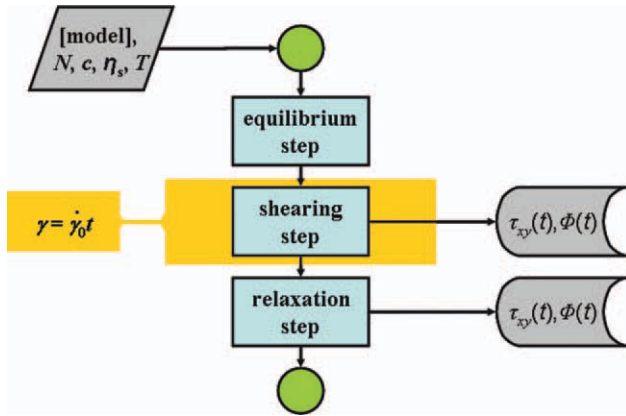 [model],
N, c, ηs, T
equilibrium
step
γ = γ̇₀t
shearing
step
τxy(t), Φ(t)
relaxation
step
τxy(t), Φ(t)